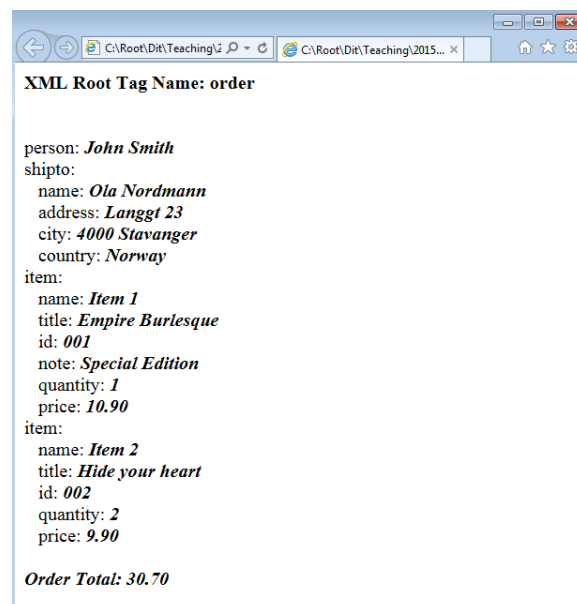 C:\Root\Dit\Teaching\2
C:\Root\Dit\Teaching\2015...
XML Root Tag Name: order
person: John Smith
shipto:
name: Ola Nordmann
address: Langgt 23
city: 4000 Stavanger
country: Norway
item:
name: Item 1
title: Empire Burlesque
id: 001
note: Special Edition
quantity: 1
price: 10.90
item:
name: Item 2
title: Hide your heart
id: 002
quantity: 2
price: 9.90
Order Total: 30.70